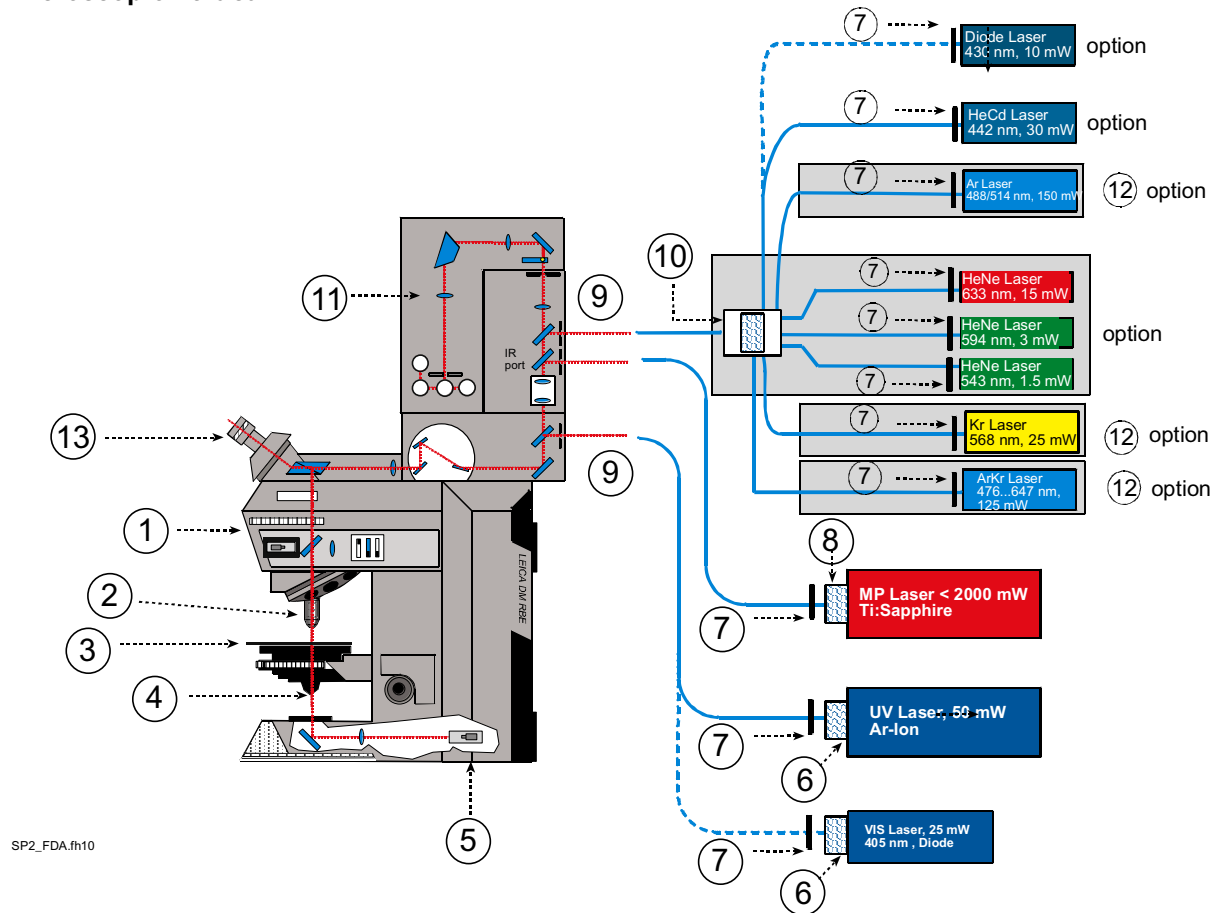 7
Diode Laser
430 nm, 10 mW
option
7
HeCd Laser
442 nm, 30 mW
option
7
Ar Laser
488/514 nm, 150 mW
12
option
10
7
HeNe Laser
633 nm, 15 mW
11
9
7
HeNe Laser
594 nm, 3 mW
option
IR
port
HeNe Laser
543 nm, 1.5 mW
7
13
7
Kr Laser
568 nm, 25 mW
12
option
9
7
ArKr Laser
476...647 nm,
125 mW
12
option
1
LEICA DM RBE
8
2
MP Laser < 2000 mW
Ti:Sapphire
7
3
4
UV Laser, 50 mW
Ar-Ion
7
6
5
VIS Laser, 25 mW
405 nm , Diode
SP2_FDA.fh10
7
6